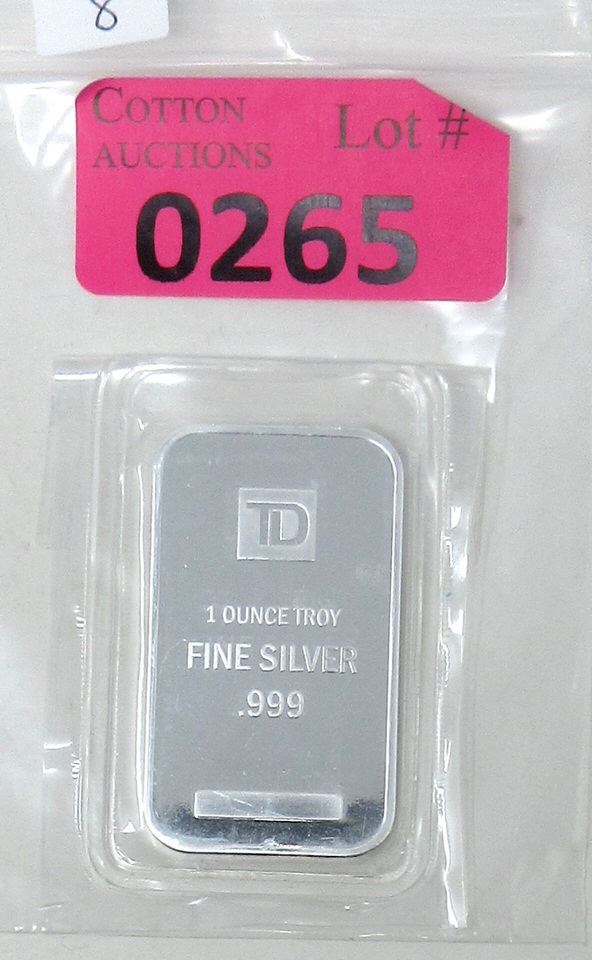 8
COTTON
AUCTIONS
Lot #
0265
TD
1 OUNCE TROY
FINE SILVER
.999